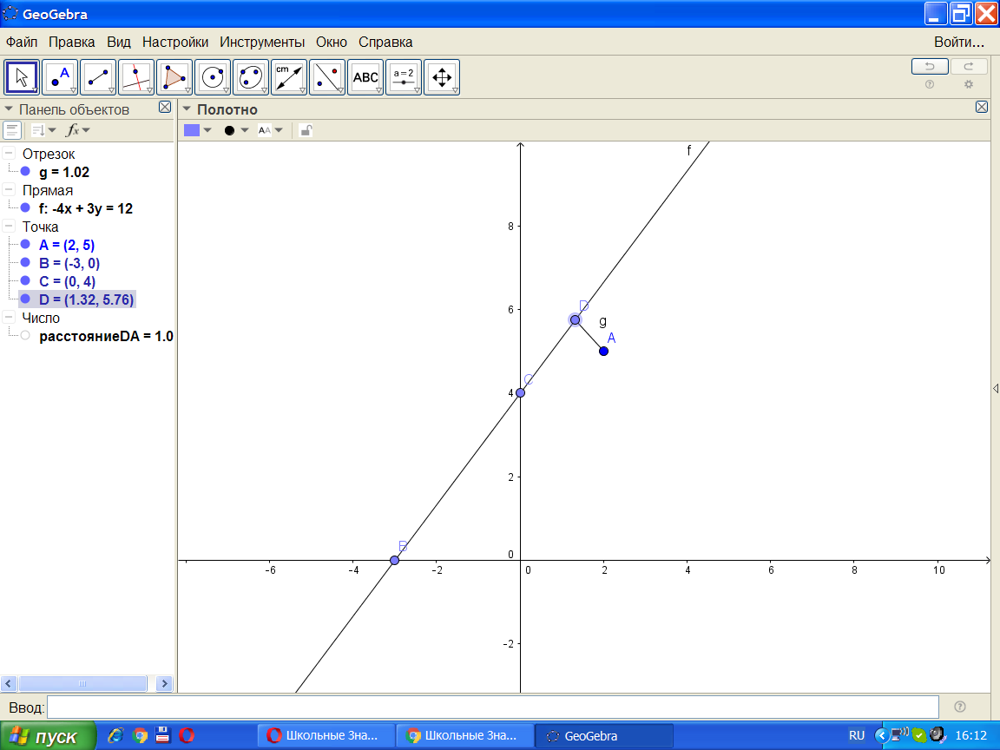 GeoGebra
Файл Правка Вид Настройки Инструменты Окно Справка Войти...
A cm ABC a = 2
Панель объектов Полотно
fx AA
Отрезок
g = 1.02
Прямая
f: -4x + 3y = 12
Точка
A = (2, 5)
B = (-3, 0)
C = (0, 4)
D = (1.32, 5.76)
Число
расстояниеDA = 1.0
f
8
6 D g
A
C
4
2
0
B
-6 -4 -2 0 2 4 6 8 10
-2
Ввод:
пуск Школьные Зна... Школьные Зна... GeoGebra RU 16:12